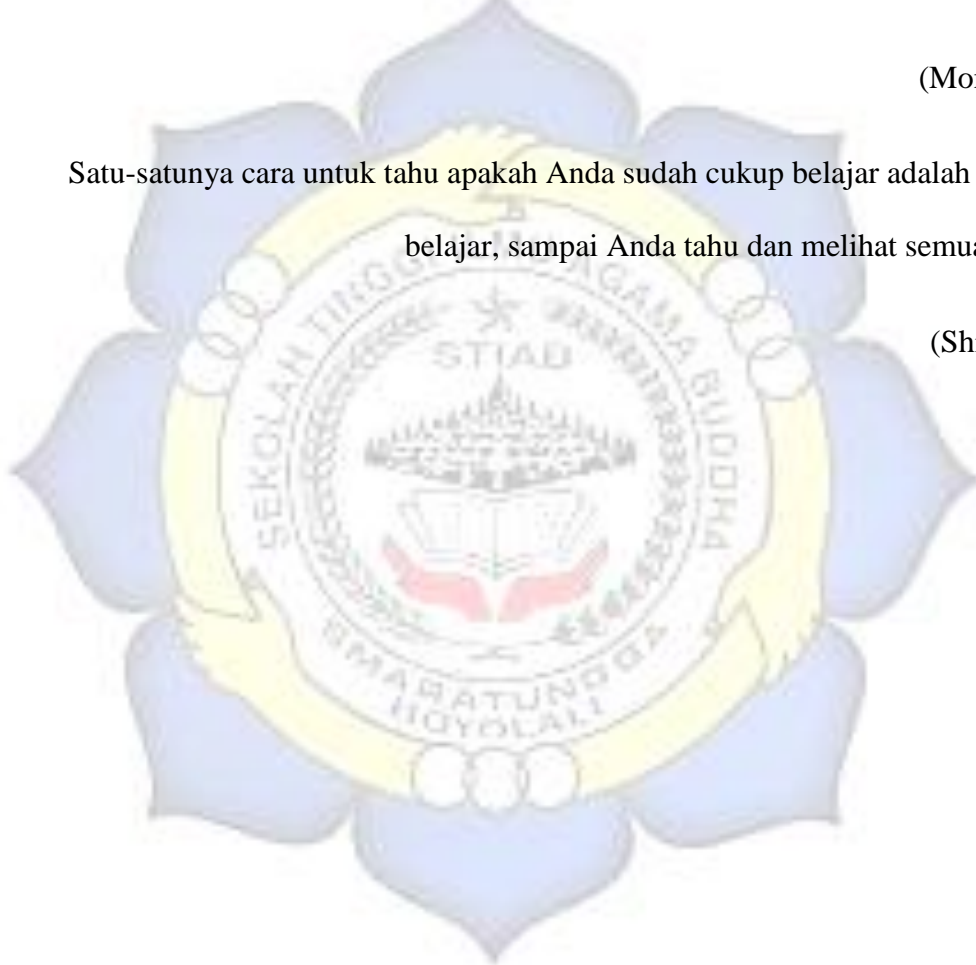 (Mo
Satu-satunya cara untuk tahu apakah Anda sudah cukup belajar adalah
belajar, sampai Anda tahu dan melihat semua
(Sh
SEKOLAH TINGGI AGAMA BUDDHA
STIAB
SMARATUNGGA
BOYOLALI